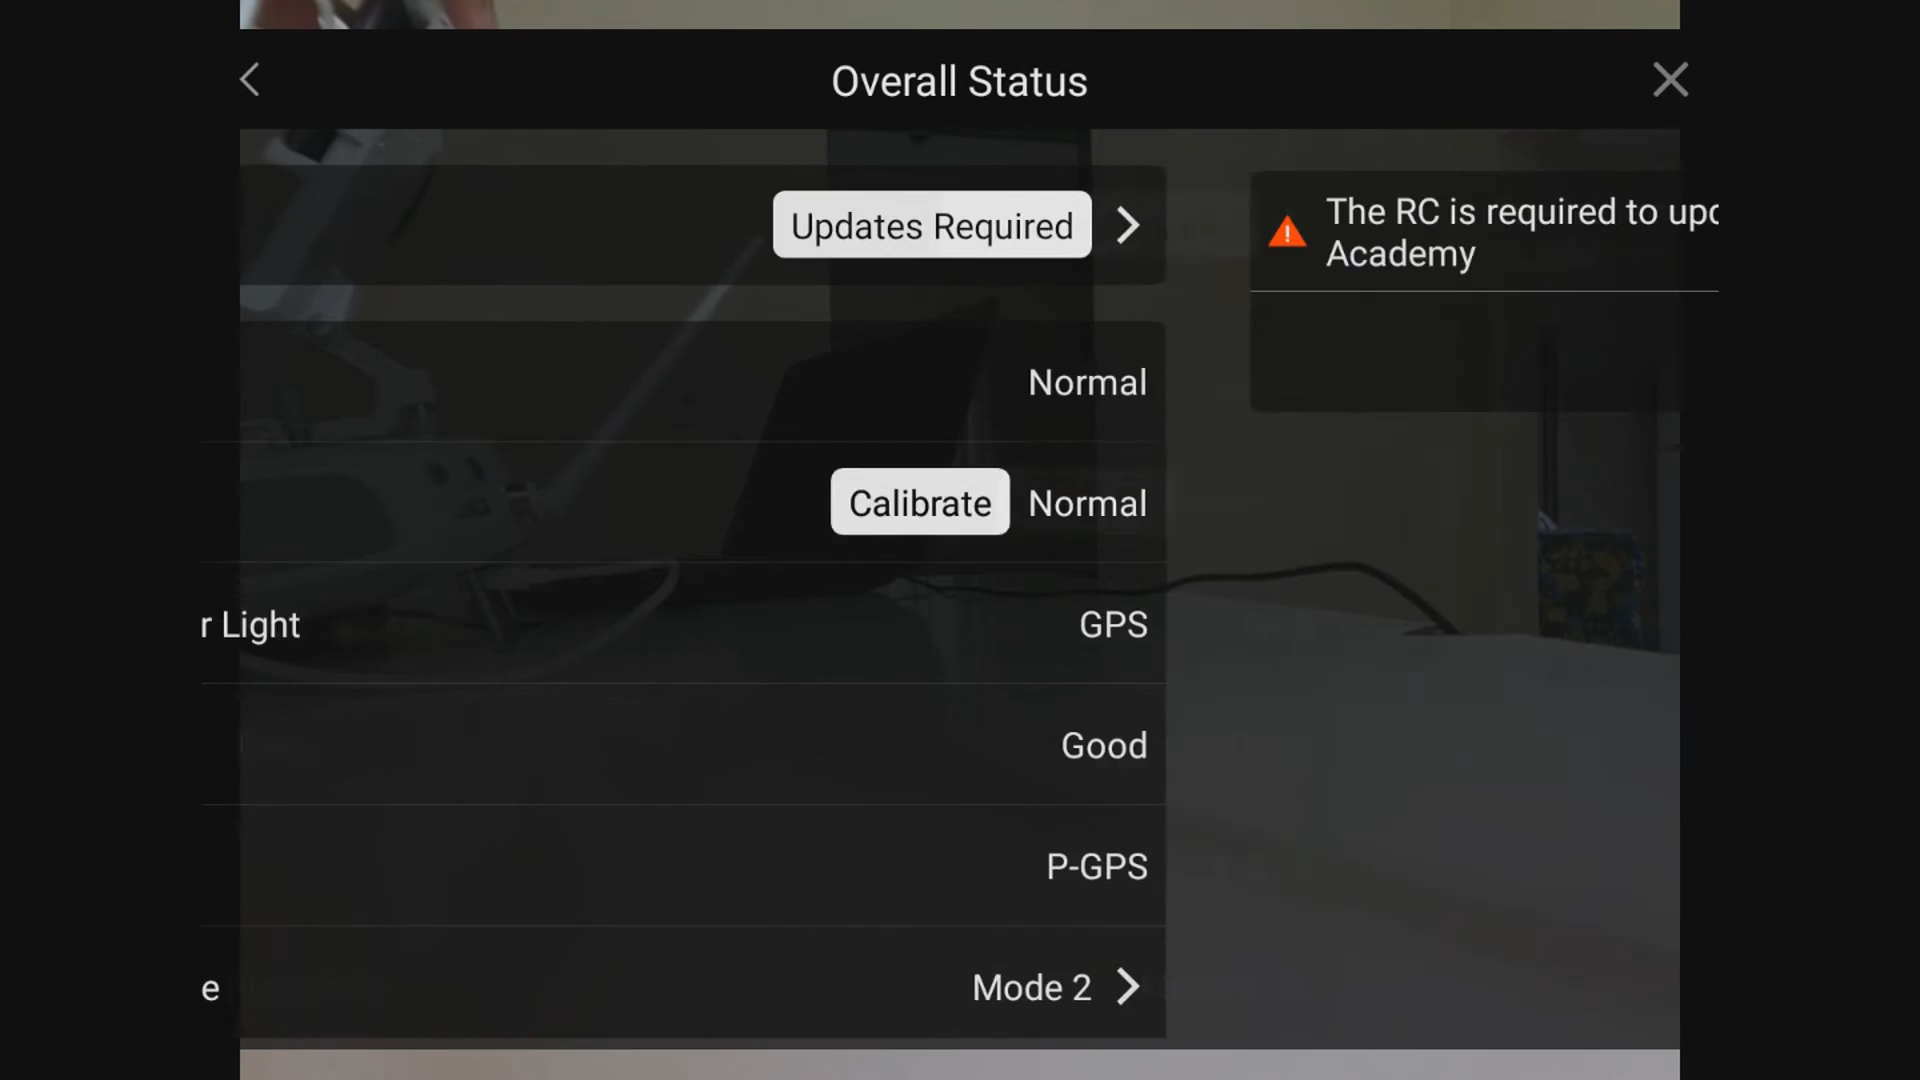 Overall Status
Updates Required
The RC is required to upd
Academy
Normal
Calibrate Normal
r Light GPS
Good
P-GPS
e Mode 2